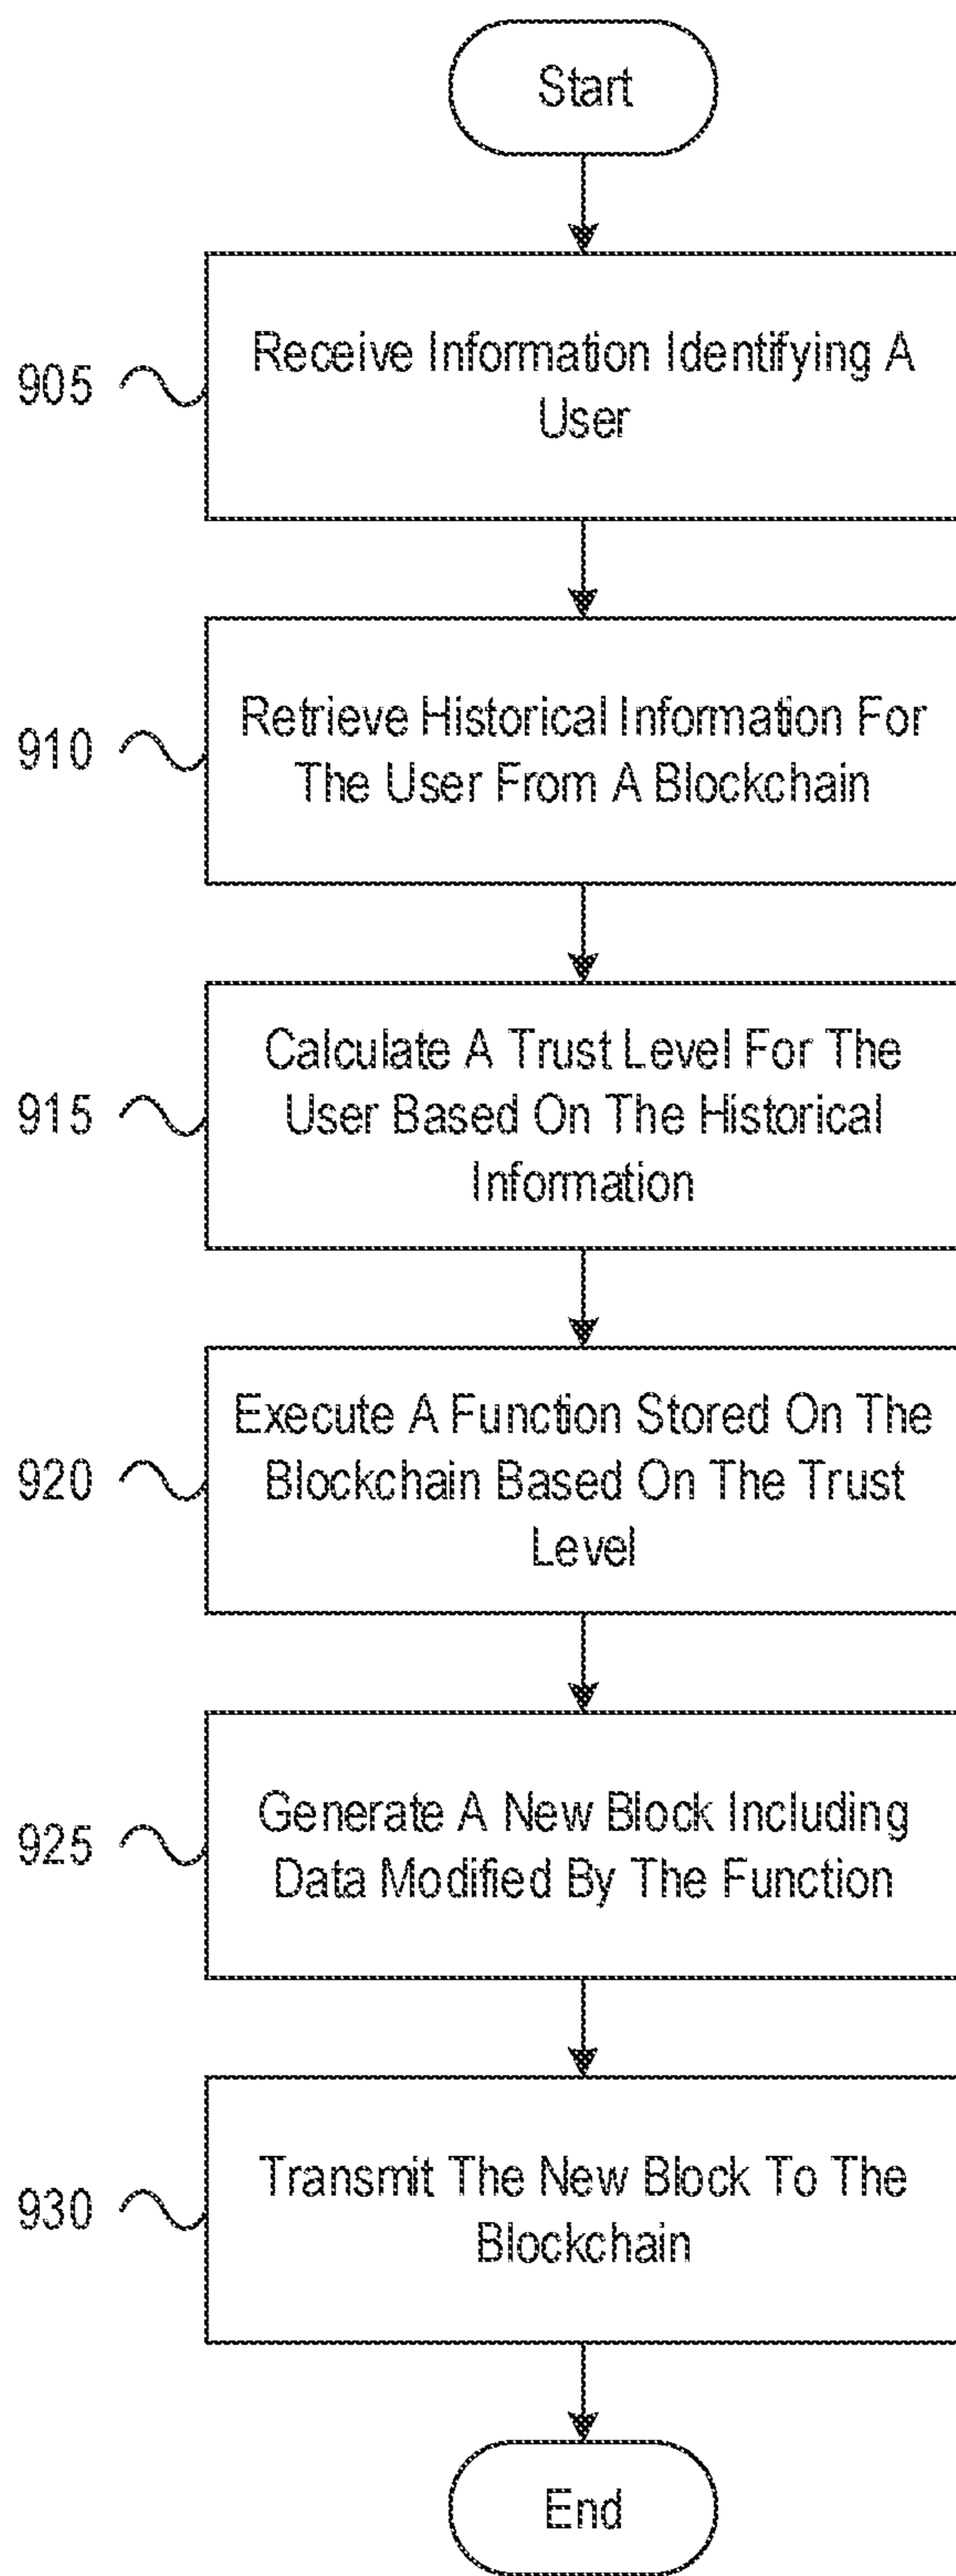 Start
Receive Information Identifying A
User
905
Retrieve Historical Information For
The User From A Blockchain
910
Calculate A Trust Level For The
User Based On The Historical
Information
915
Execute A Function Stored On The
Blockchain Based On The Trust
Level
920
Generate A New Block Including
Data Modified By The Function
925
Transmit The New Block To The
Blockchain
930
End